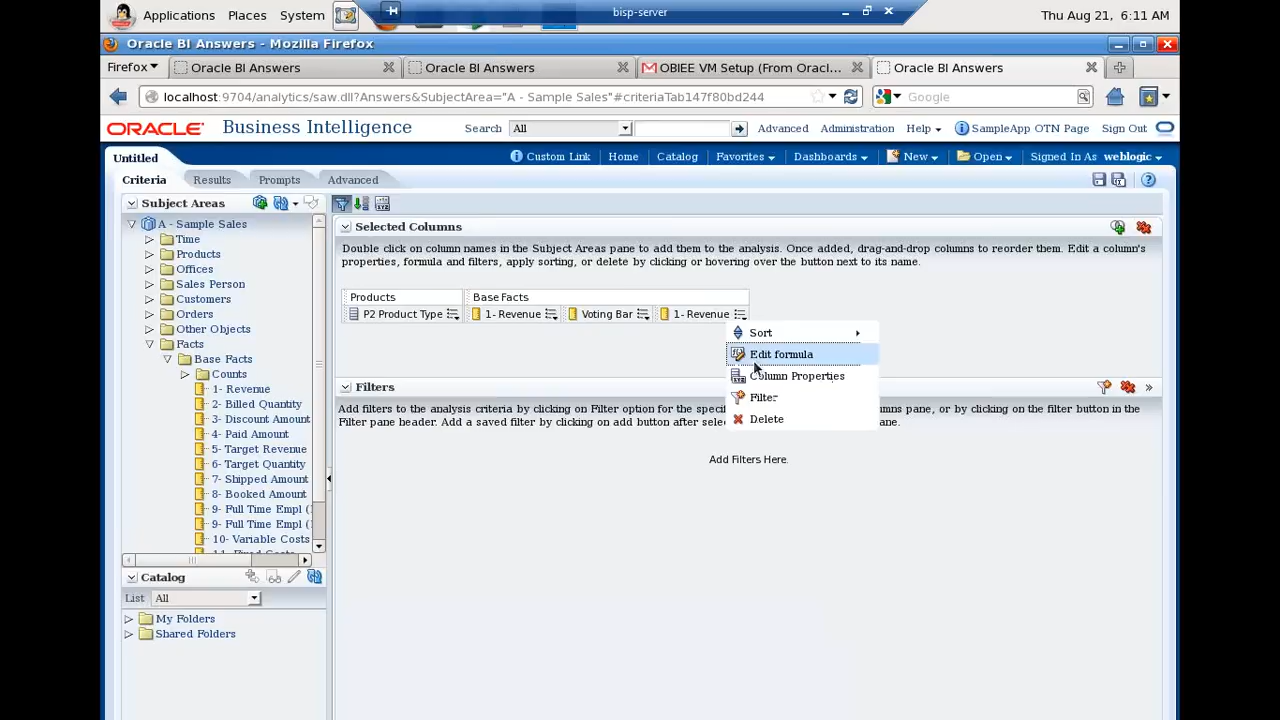 Applications Places System bisp-server Thu Aug 21, 6:11 AM
Oracle BI Answers - Mozilla Firefox
Firefox Oracle BI Answers Oracle BI Answers OBIEE VM Setup (From Oracl... Oracle BI Answers
localhost:9704/analytics/saw.dll?Answers&SubjectArea="A - Sample Sales"#criteriaTab147f80bd244 Google
ORACLE Business Intelligence Search All Advanced Administration Help SampleApp OTN Page Sign Out
Untitled Custom Link Home Catalog Favorites Dashboards New Open Signed In As weblogic
Criteria Results Prompts Advanced
Subject Areas
A - Sample Sales
Time
Products
Offices
Sales Person
Customers
Orders
Other Objects
Facts
Base Facts
Counts
1- Revenue
2- Billed Quantity
3- Discount Amount
4- Paid Amount
5- Target Revenue
6- Target Quantity
7- Shipped Amount
8- Booked Amount
9- Full Time Empl (
9- Full Time Empl (
10- Variable Costs
11- Fixed Costs
Catalog
List All
My Folders
Shared Folders
Selected Columns
Double click on column names in the Subject Areas pane to add them to the analysis. Once added, drag-and-drop columns to reorder them. Edit a column's
properties, formula and filters, apply sorting, or delete by clicking or hovering over the button next to its name.
Products Base Facts
P2 Product Type 1- Revenue Voting Bar 1- Revenue
Sort
Edit formula
Column Properties
Filter
Delete
Filters
Add filters to the analysis criteria by clicking on Filter option for the specif umns pane, or by clicking on the filter button in the
Filter pane header. Add a saved filter by clicking on add button after selec ane.
Add Filters Here.